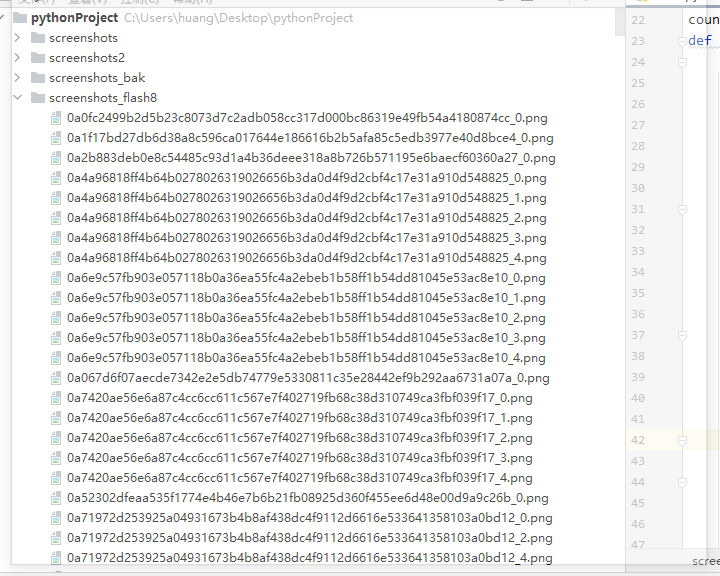 pythonProject C:\Users\huang\Desktop\pythonProject
screenshots
screenshots2
screenshots_bak
screenshots_flash8
0a0fc2499b2d5b23c8073d7c2adb058cc317d000bc86319e49fb54a4180874cc_0.png
0a1f17bd27db6d38a8c596ca017644e186616b2b5afa85c5edb3977e40d8bce4_0.png
0a2b883deb0e8c54485c93d1a4b36deee318a8b726b571195e6baecf60360a27_0.png
0a4a96818ff4b64b0278026319026656b3da0d4f9d2cbf4c17e31a910d548825_0.png
0a4a96818ff4b64b0278026319026656b3da0d4f9d2cbf4c17e31a910d548825_1.png
0a4a96818ff4b64b0278026319026656b3da0d4f9d2cbf4c17e31a910d548825_2.png
0a4a96818ff4b64b0278026319026656b3da0d4f9d2cbf4c17e31a910d548825_3.png
0a4a96818ff4b64b0278026319026656b3da0d4f9d2cbf4c17e31a910d548825_4.png
0a6e9c57fb903e057118b0a36ea55fc4a2ebeb1b58ff1b54dd81045e53ac8e10_0.png
0a6e9c57fb903e057118b0a36ea55fc4a2ebeb1b58ff1b54dd81045e53ac8e10_1.png
0a6e9c57fb903e057118b0a36ea55fc4a2ebeb1b58ff1b54dd81045e53ac8e10_2.png
0a6e9c57fb903e057118b0a36ea55fc4a2ebeb1b58ff1b54dd81045e53ac8e10_3.png
0a6e9c57fb903e057118b0a36ea55fc4a2ebeb1b58ff1b54dd81045e53ac8e10_4.png
0a067d6f07aecde7342e2e5db74779e5330811c35e28442ef9b292aa6731a07a_0.png
0a7420ae56e6a87c4cc6cc611c567e7f402719fb68c38d310749ca3fbf039f17_0.png
0a7420ae56e6a87c4cc6cc611c567e7f402719fb68c38d310749ca3fbf039f17_1.png
0a7420ae56e6a87c4cc6cc611c567e7f402719fb68c38d310749ca3fbf039f17_2.png
0a7420ae56e6a87c4cc6cc611c567e7f402719fb68c38d310749ca3fbf039f17_3.png
0a7420ae56e6a87c4cc6cc611c567e7f402719fb68c38d310749ca3fbf039f17_4.png
0a52302dfeaa535f1774e4b46e7b6b21fb08925d360f455ee6d48e00d9a9c26b_0.png
0a71972d253925a04931673b4b8af438dc4f9112d6616e533641358103a0bd12_0.png
0a71972d253925a04931673b4b8af438dc4f9112d6616e533641358103a0bd12_2.png
0a71972d253925a04931673b4b8af438dc4f9112d6616e533641358103a0bd12_4.png
22 coun
23 def
24
25
26
27
28
29
30
31
32
33
34
35
36
37
38
39
40
41
42
43
44
45
46
47
scree